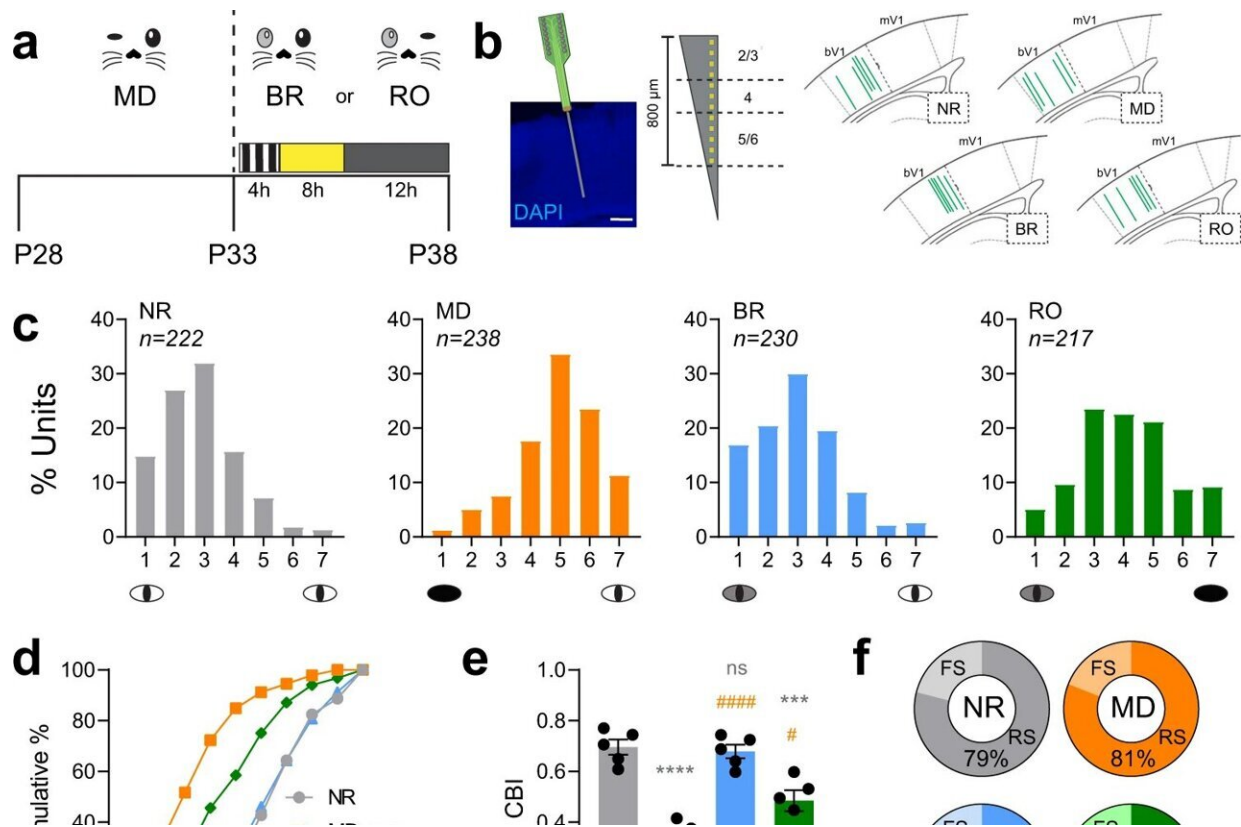 a
MD
BR or RO
4h 8h 12h
P28 P33 P38
b
DAPI
800 µm
2/3
4
5/6
mV1
bV1
NR
mV1
bV1
MD
mV1
bV1
BR
mV1
bV1
RO
c
% Units
NR
n=222
40
30
20
10
0
1 2 3 4 5 6 7
MD
n=238
40
30
20
10
0
1 2 3 4 5 6 7
BR
n=230
40
30
20
10
0
1 2 3 4 5 6 7
RO
n=217
40
30
20
10
0
1 2 3 4 5 6 7
d
100
80
60
40
NR
e
CBI
1.0
0.8
0.6
0.4
****
ns
####
***
#
f
FS
NR
RS
79%
FS
MD
RS
81%
FS
FS